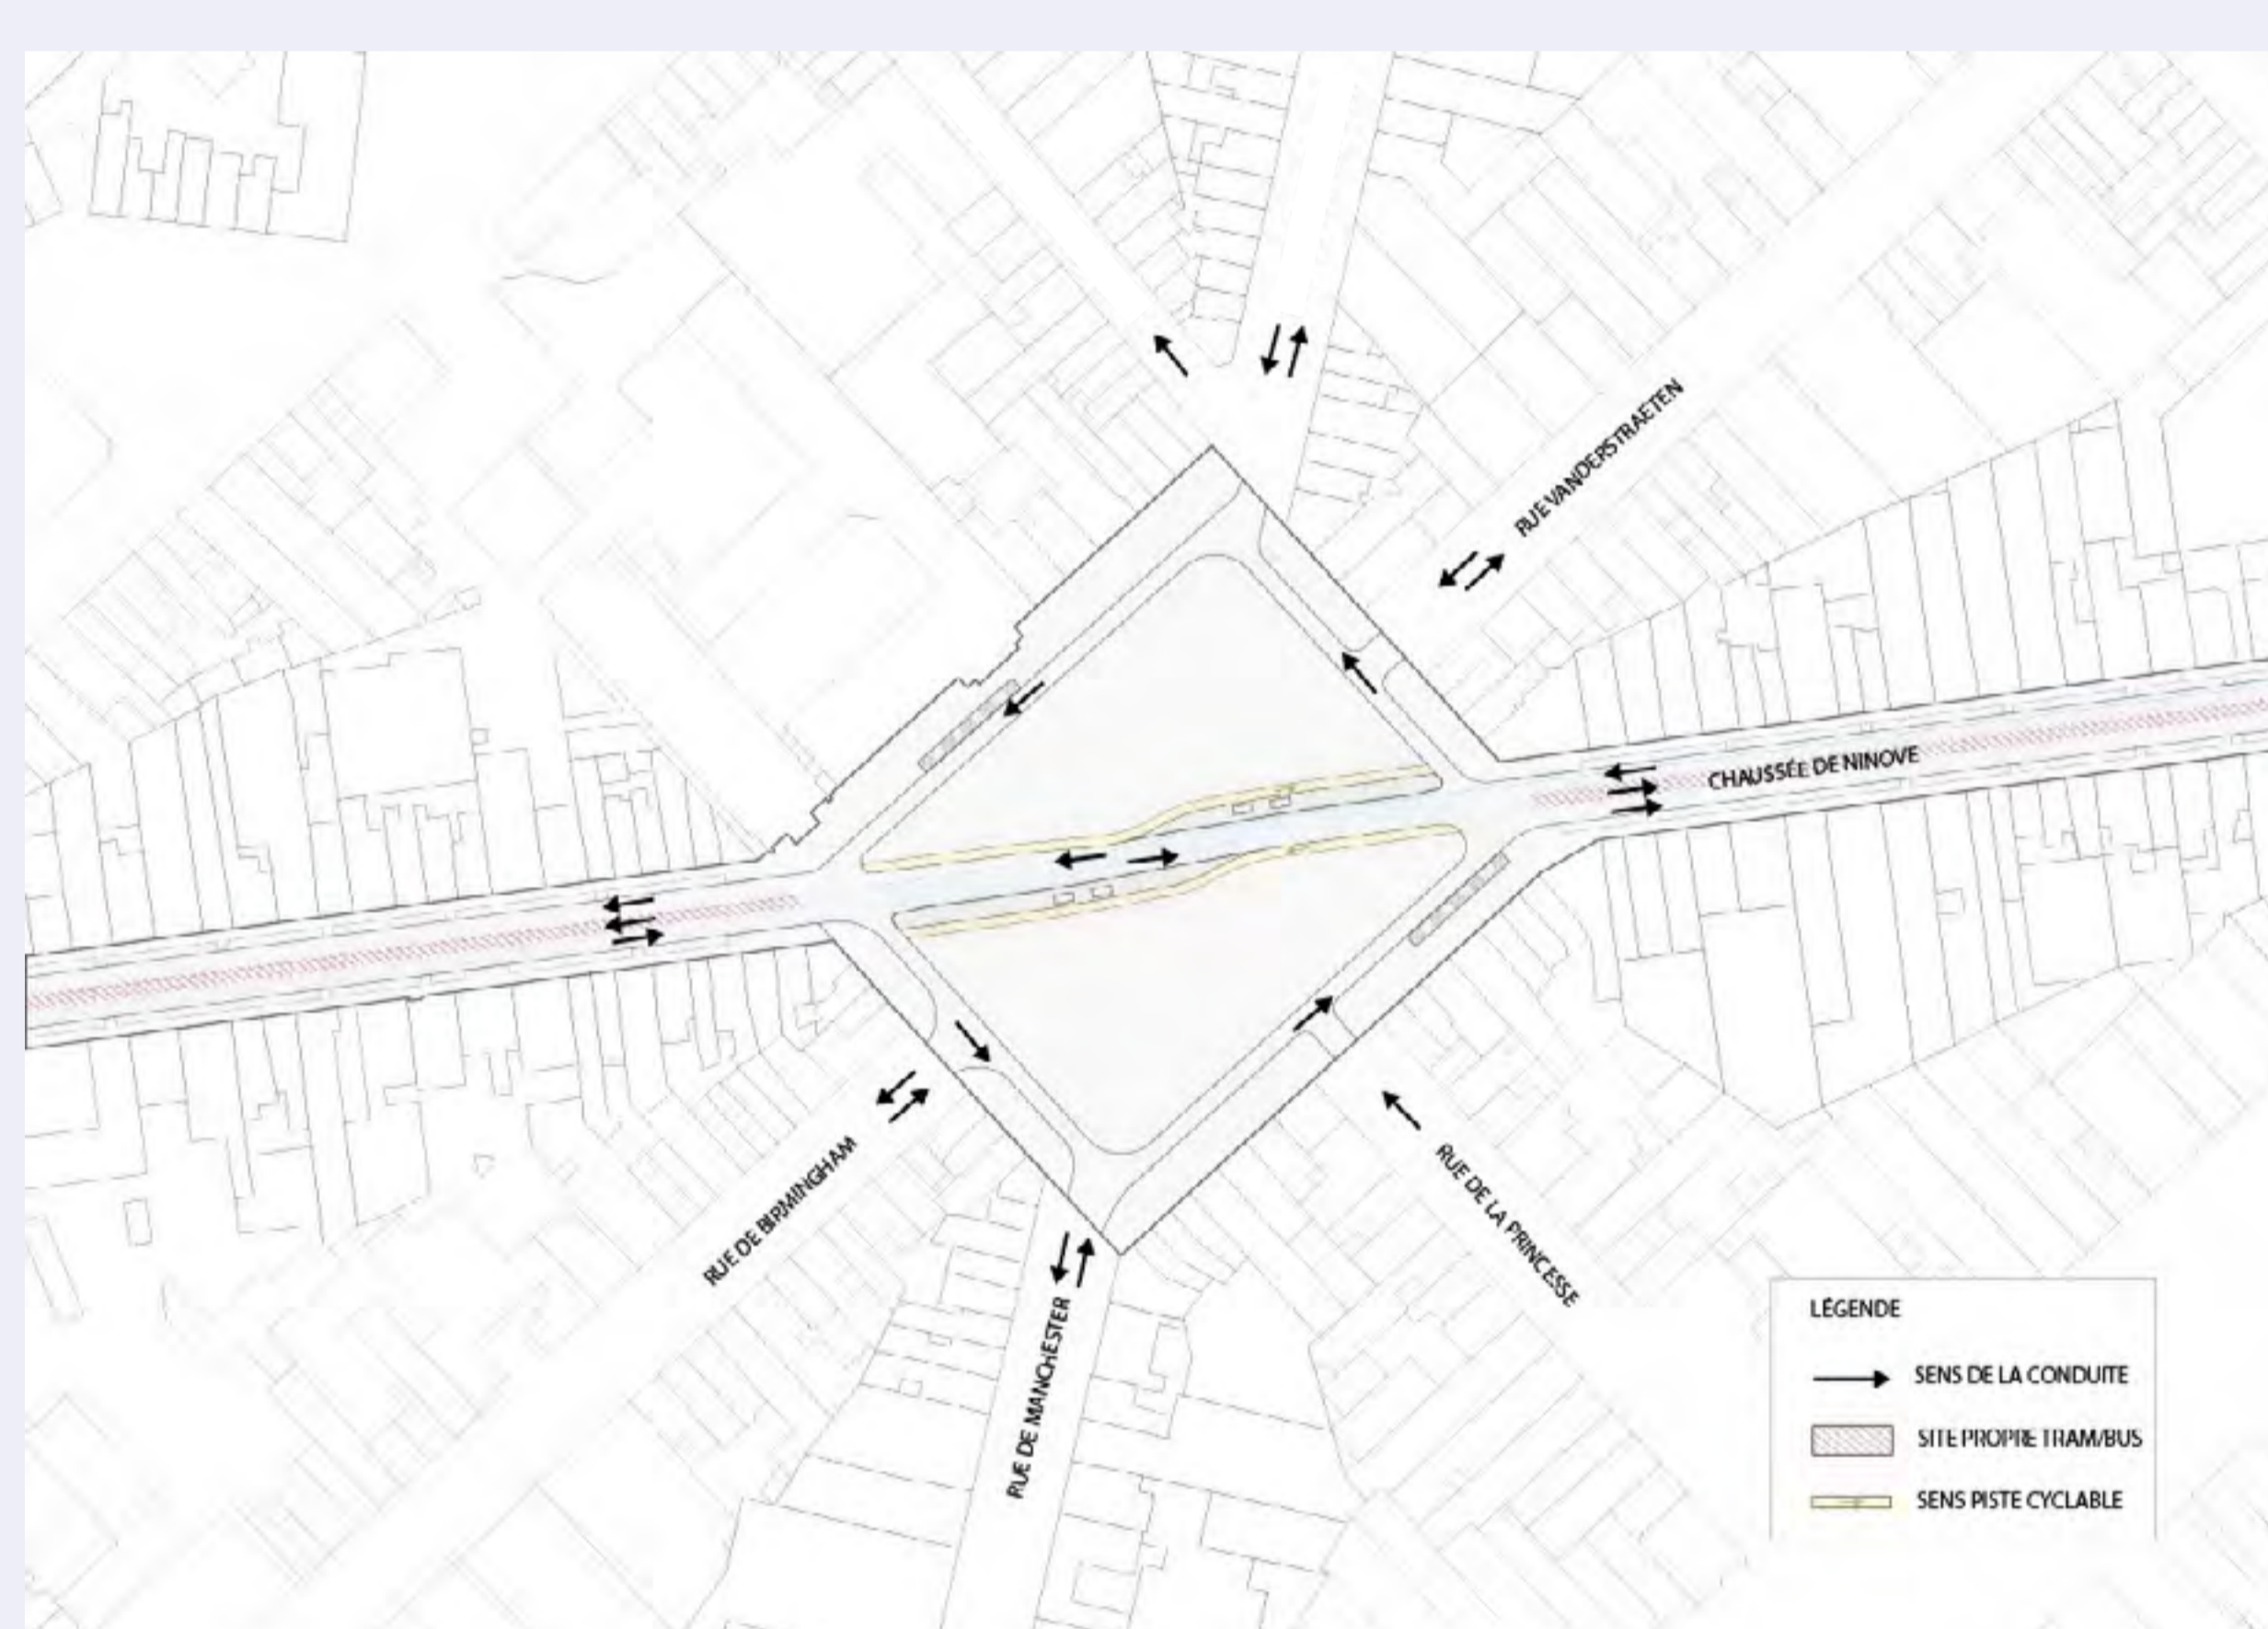 RUE VANDERSTRAETEN
CHAUSSÉE DE NINOVE
RUE DE BIRMINGHAM
RUE DE MANCHESTER
RUE DE LA PRINCESSE
LÉGENDE
SENS DE LA CONDUITE
SITE PROPRE TRAM/BUS
SENS PISTE CYCLABLE